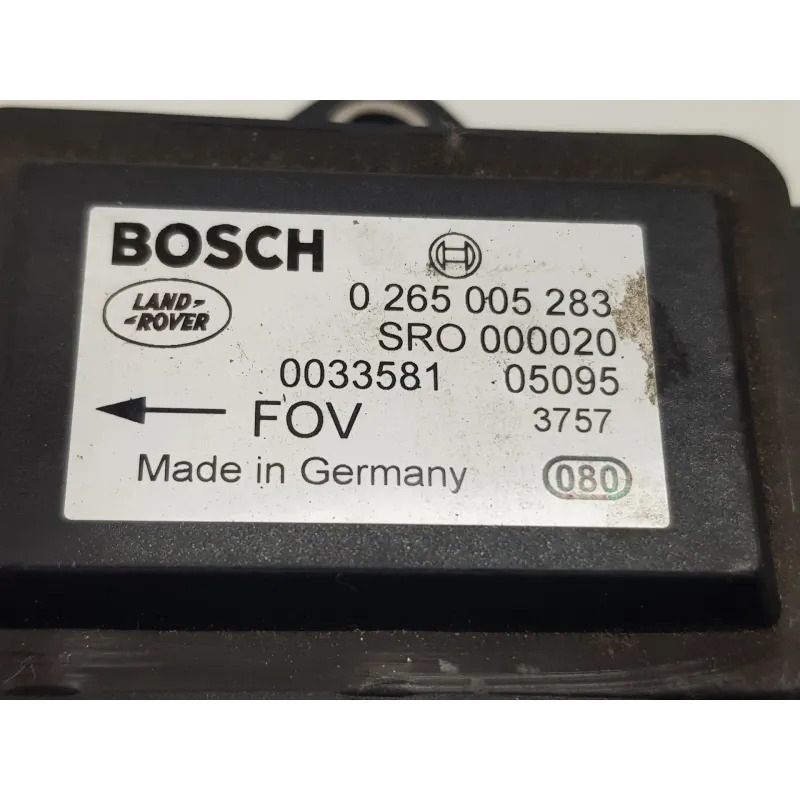 BOSCH
LAND-
-ROVER
0 265 005 283
SRO 000020
0033581 05095
FOV 3757
Made in Germany 080